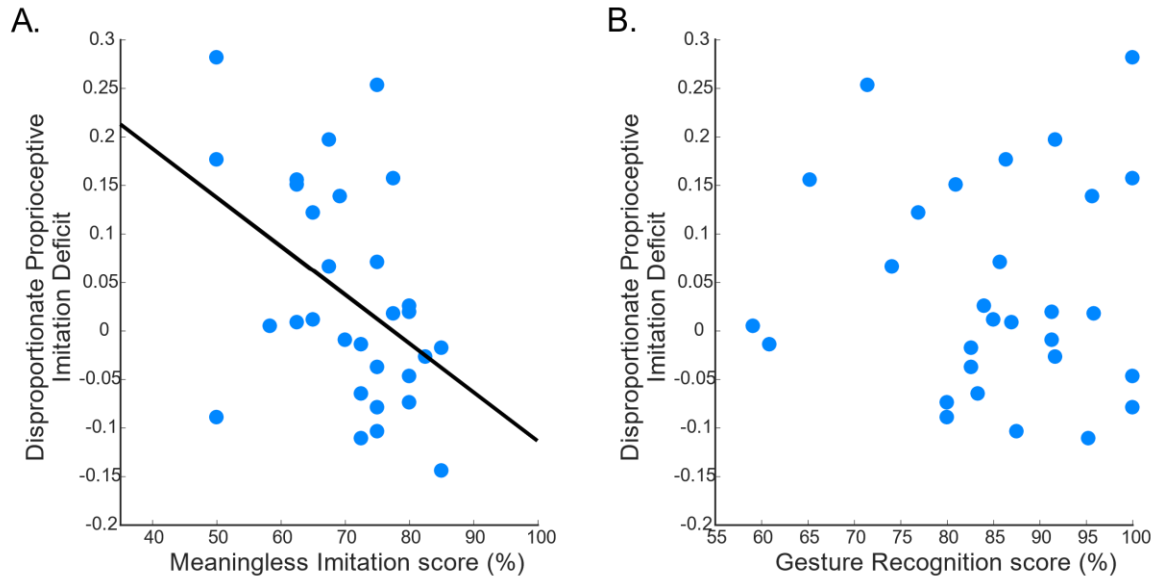 A.
Disproportionate Proprioceptive
Imitation Deficit
0.3
0.25
0.2
0.15
0.1
0.05
0
-0.05
-0.1
-0.15
-0.2
40 50 60 70 80 90 100
Meaningless Imitation score (%)
B.
Disproportionate Proprioceptive
Imitation Deficit
0.3
0.25
0.2
0.15
0.1
0.05
0
-0.05
-0.1
-0.15
-0.2
55 60 65 70 75 80 85 90 95 100
Gesture Recognition score (%)